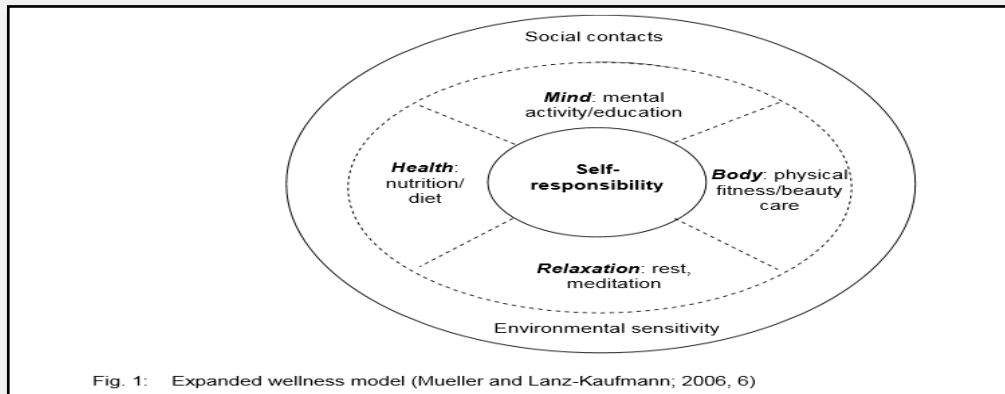 Social contacts
Mind: mental
activity/education
Health:
nutrition/
diet
Self-
responsibility
Body: physical
fitness/beauty
care
Relaxation: rest,
meditation
Environmental sensitivity
Fig. 1: Expanded wellness model (Mueller and Lanz-Kaufmann; 2006, 6)